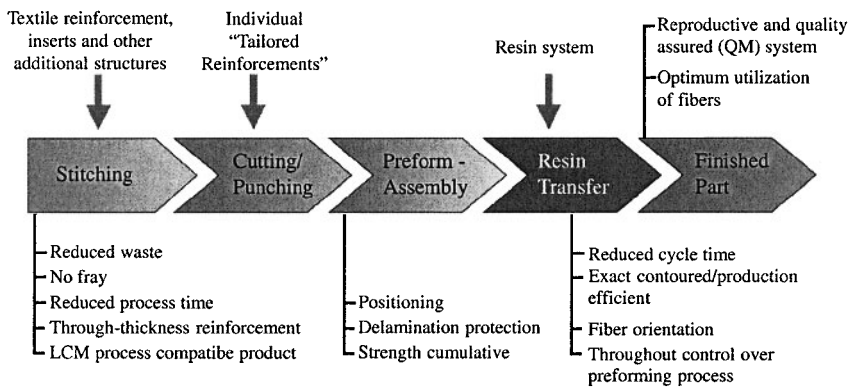 Textile reinforcement,
inserts and other
additional structures
Individual
“Tailored
Reinforcements”
Resin system
Reproductive and quality
assured (QM) system
Optimum utilization
of fibers
Stitching
Cutting/
Punching
Preform -
Assembly
Resin
Transfer
Finished
Part
Reduced waste
No fray
Reduced process time
Through-thickness reinforcement
LCM process compatibe product
Positioning
Delamination protection
Strength cumulative
Reduced cycle time
Exact contoured/production
efficient
Fiber orientation
Throughout control over
preforming process